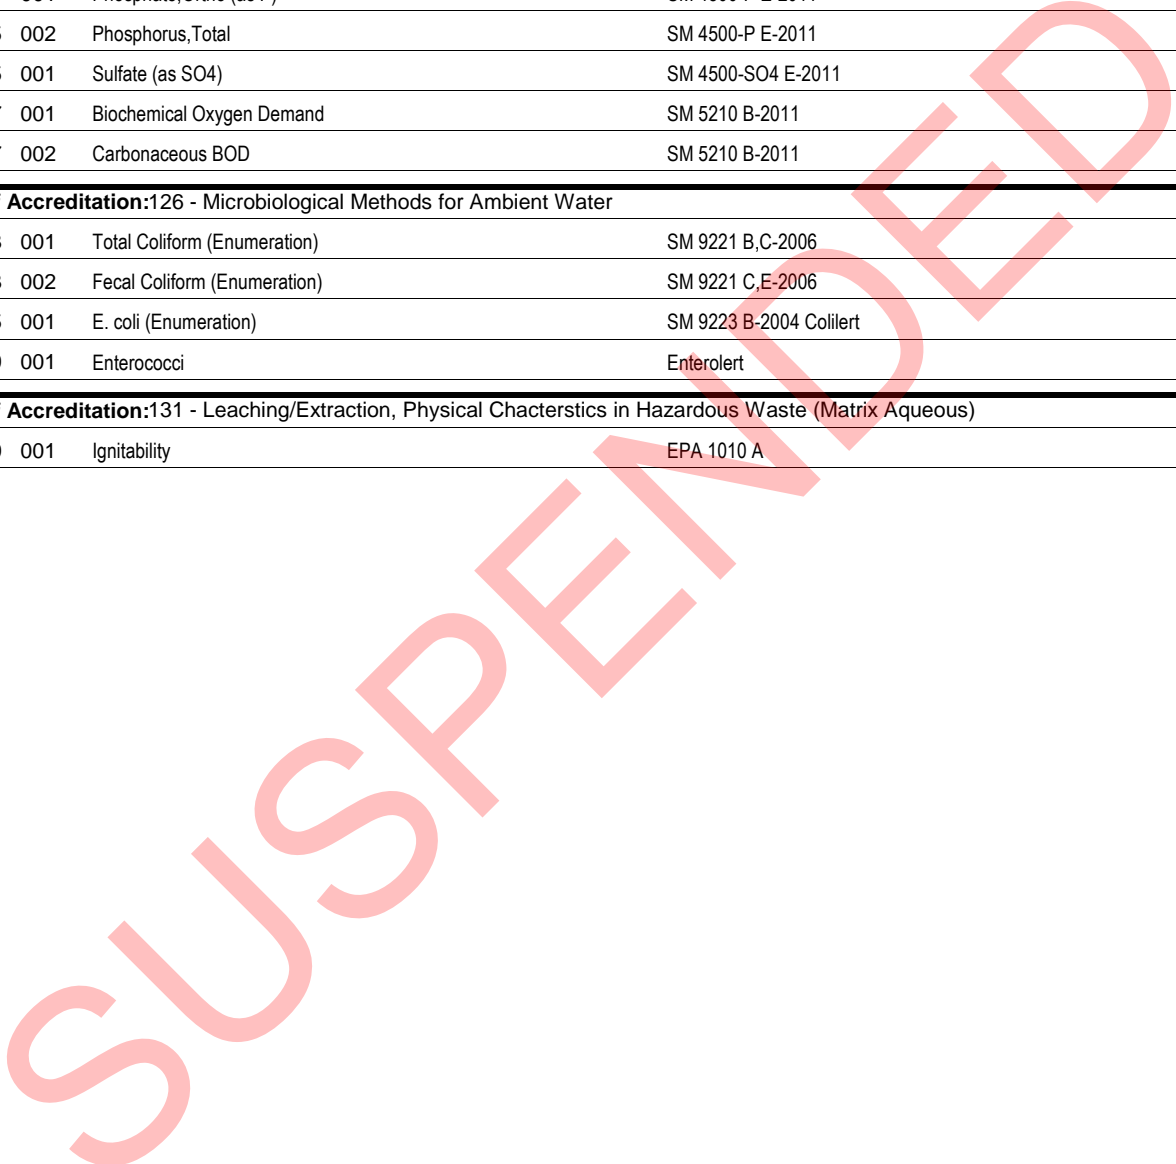 002 Phosphorus,Total SM 4500-P E-2011
001 Sulfate (as SO4) SM 4500-SO4 E-2011
001 Biochemical Oxygen Demand SM 5210 B-2011
002 Carbonaceous BOD SM 5210 B-2011
Accreditation:126 - Microbiological Methods for Ambient Water
001 Total Coliform (Enumeration) SM 9221 B,C-2006
002 Fecal Coliform (Enumeration) SM 9221 C,E-2006
001 E. coli (Enumeration) SM 9223 B-2004 Colilert
001 Enterococci Enterolert
Accreditation:131 - Leaching/Extraction, Physical Chacterstics in Hazardous Waste (Matrix Aqueous)
001 Ignitability EPA 1010 A
SUSPENDED